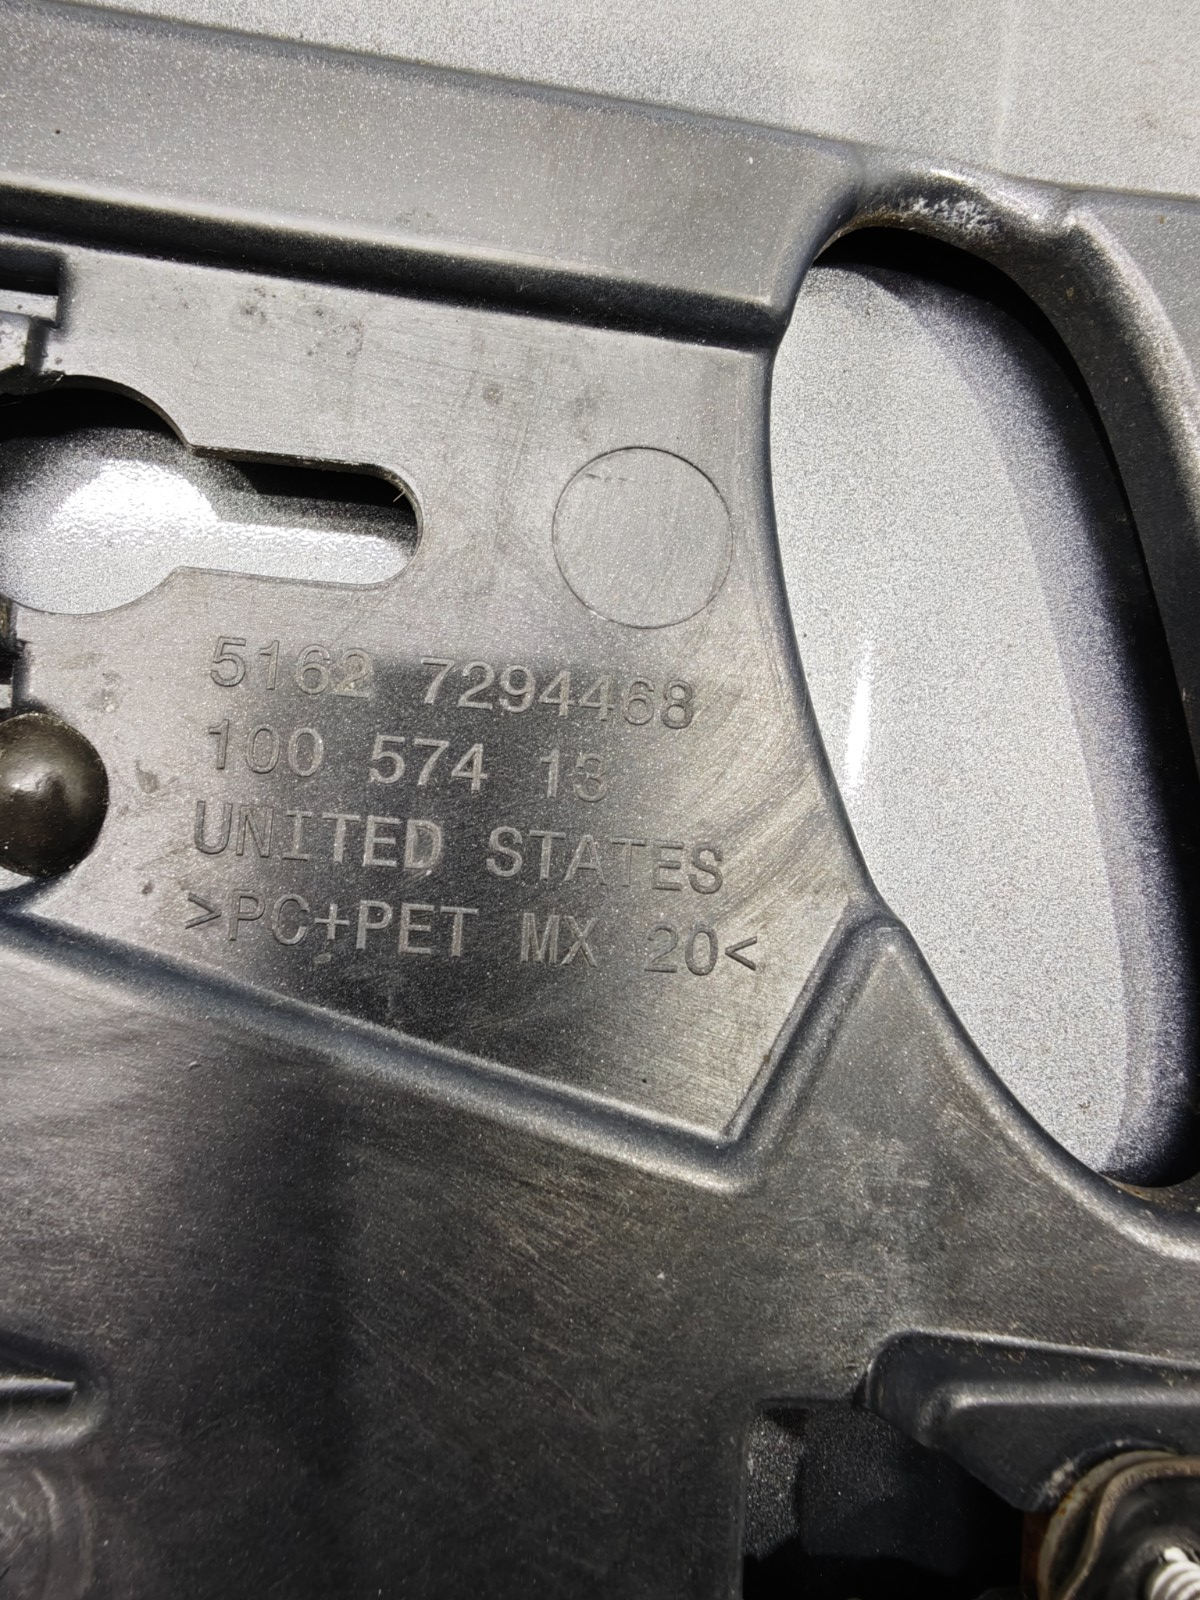 5162 7294468
100 574 13
UNITED STATES
>PC+PET MX 20<